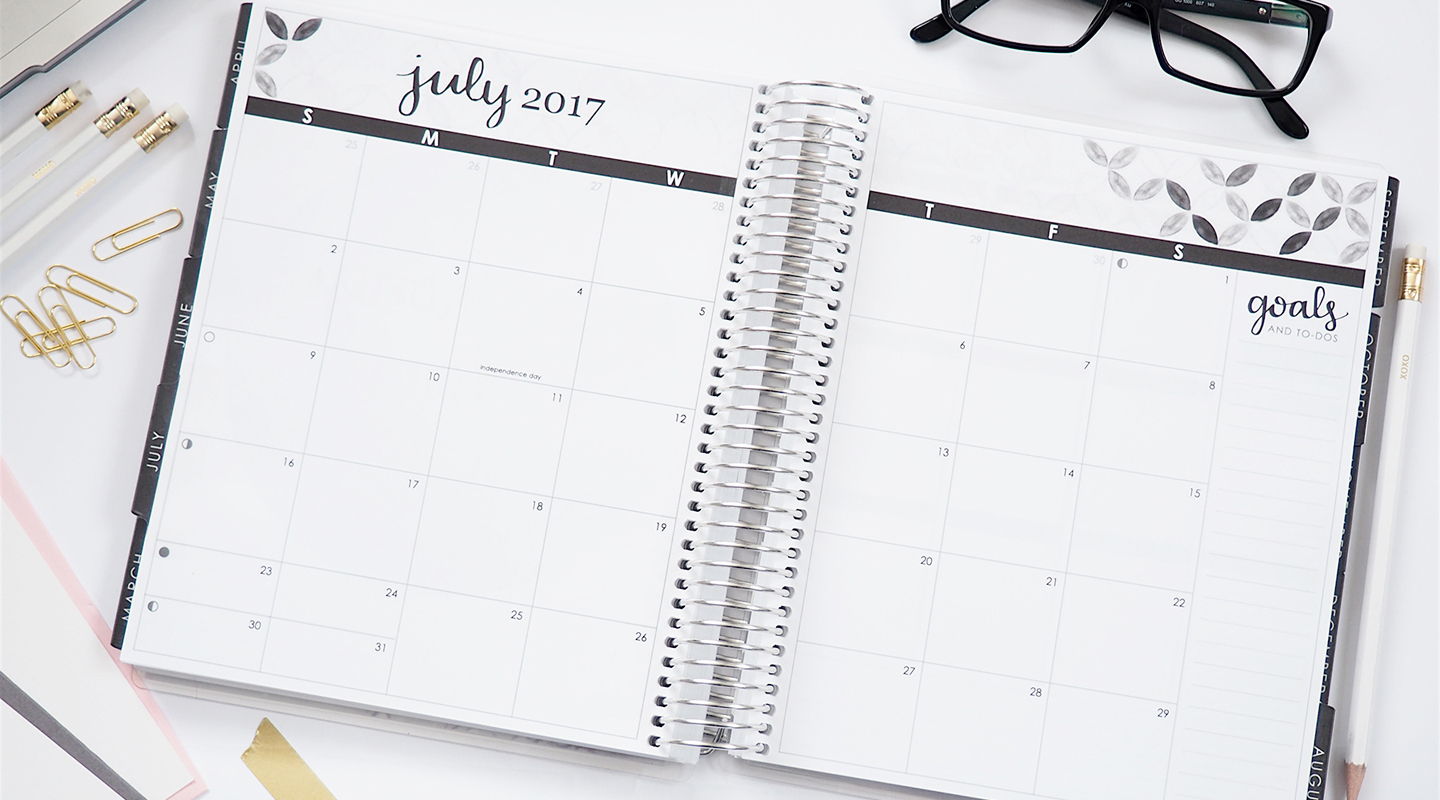 july 2017
S M T W
25 26 27 28
2 3 4 5
independence day
9 10 11 12
16 17 18 19
23 24 25 26
30 31
T F S
29 30 1
6 7 8
13 14 15
20 21 22
27 28 29
goals
AND TO-DOS
APRIL
MAY
JUNE
JULY
MARCH
SEPTEMBER
OCTOBER
DECEMBER
AUGU
XOXO